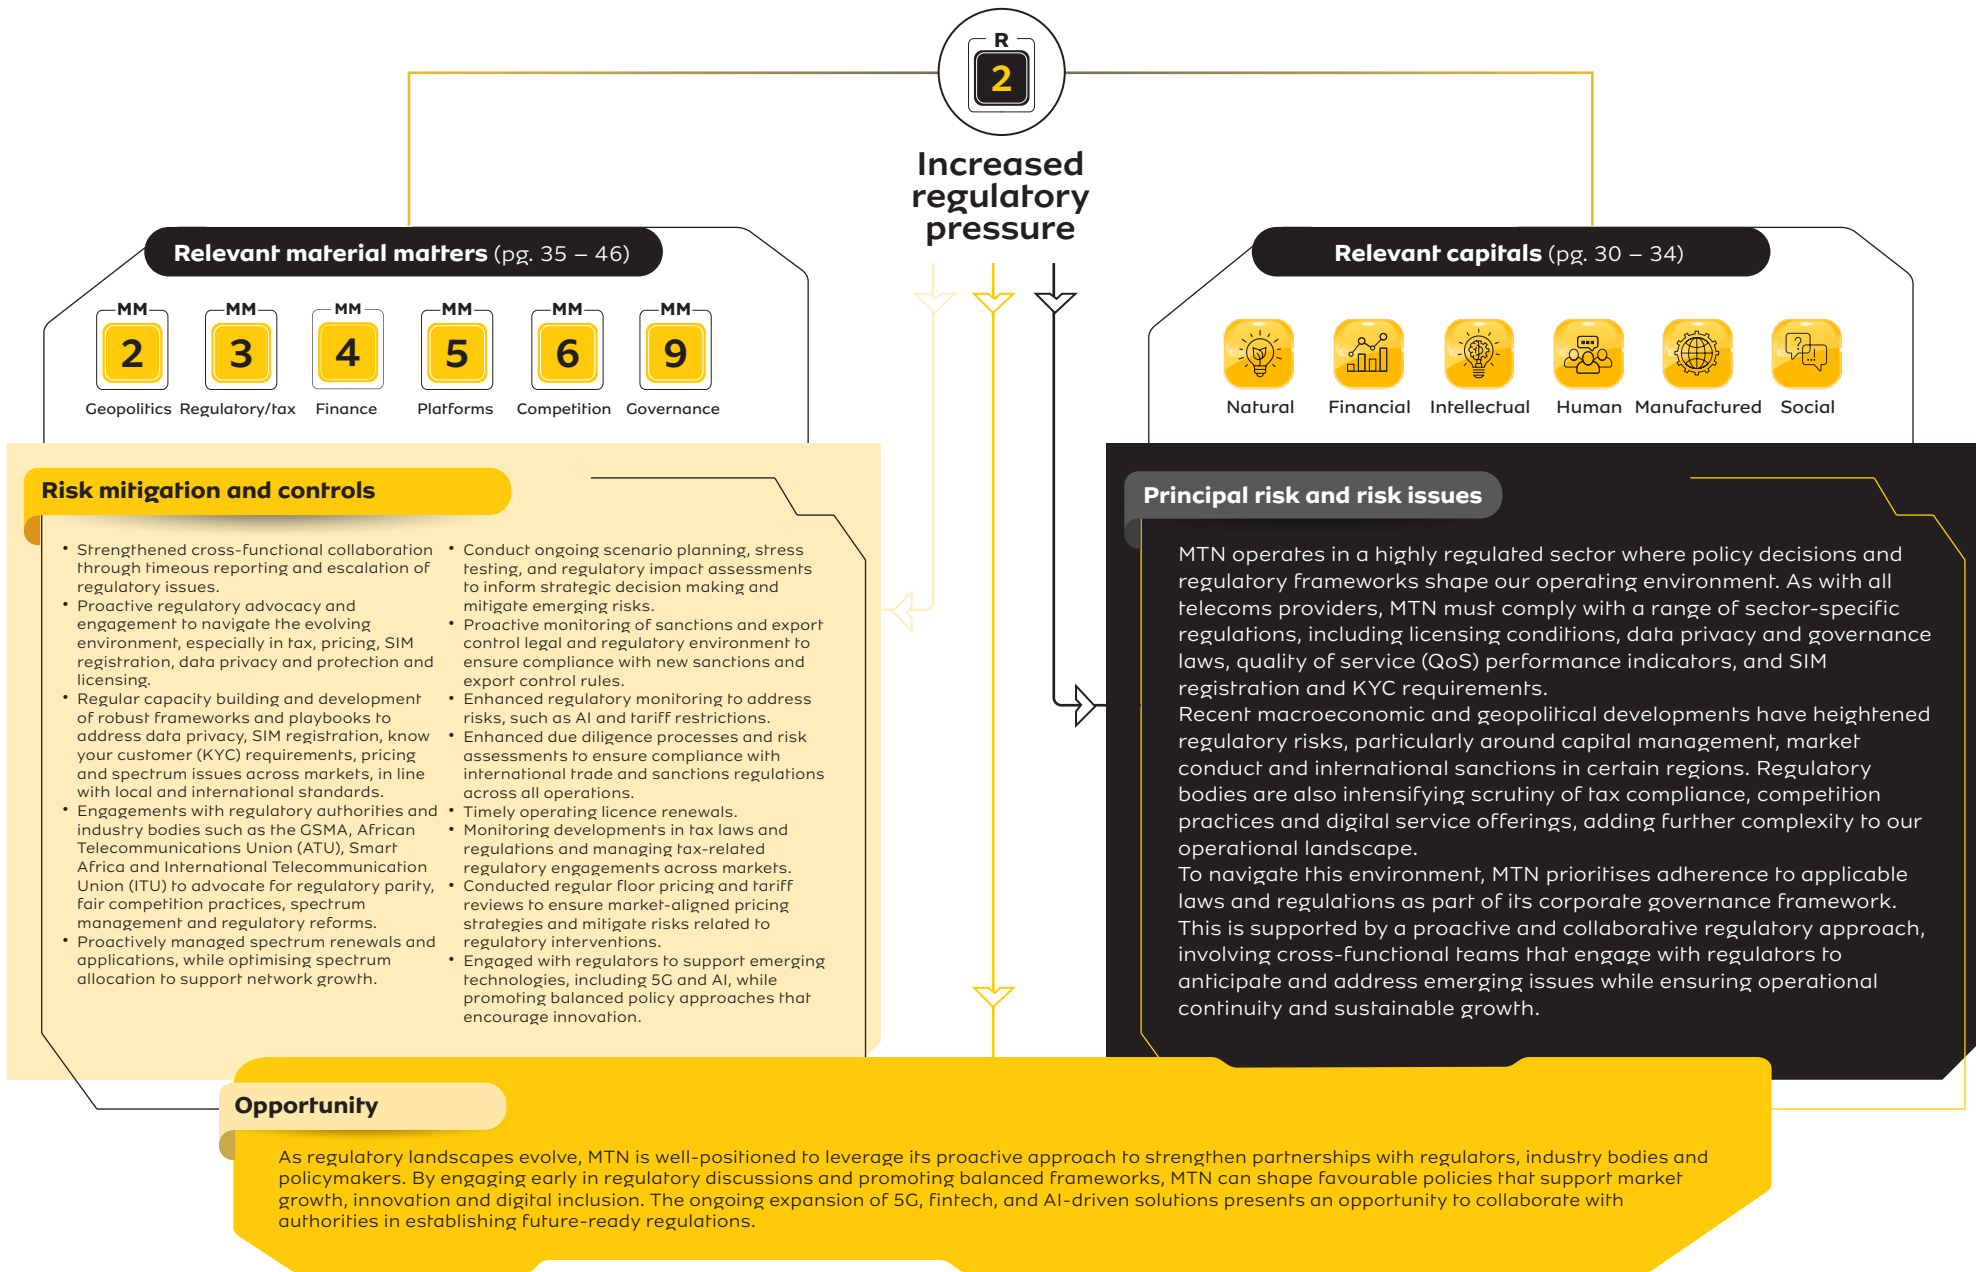 R
2
Increased
regulatory
pressure
Relevant material matters (pg. 35 – 46)
MM
2
Geopolitics
MM
3
Regulatory/tax
MM
4
Finance
MM
5
Platforms
MM
6
Competition
MM
9
Governance
Relevant capitals (pg. 30 – 34)
Natural
Financial
Intellectual
Human
Manufactured
? !
Social
Risk mitigation and controls
• Strengthened cross-functional collaboration
through timeous reporting and escalation of
regulatory issues.
• Proactive regulatory advocacy and
engagement to navigate the evolving
environment, especially in tax, pricing, SIM
registration, data privacy and protection and
licensing.
• Regular capacity building and development
of robust frameworks and playbooks to
address data privacy, SIM registration, know
your customer (KYC) requirements, pricing
and spectrum issues across markets, in line
with local and international standards.
• Engagements with regulatory authorities and
industry bodies such as the GSMA, African
Telecommunications Union (ATU), Smart
Africa and International Telecommunication
Union (ITU) to advocate for regulatory parity,
fair competition practices, spectrum
management and regulatory reforms.
• Proactively managed spectrum renewals and
applications, while optimising spectrum
allocation to support network growth.
• Conduct ongoing scenario planning, stress
testing, and regulatory impact assessments
to inform strategic decision making and
mitigate emerging risks.
• Proactive monitoring of sanctions and export
control legal and regulatory environment to
ensure compliance with new sanctions and
export control rules.
• Enhanced regulatory monitoring to address
risks, such as AI and tariff restrictions.
• Enhanced due diligence processes and risk
assessments to ensure compliance with
international trade and sanctions regulations
across all operations.
• Timely operating licence renewals.
• Monitoring developments in tax laws and
regulations and managing tax-related
regulatory engagements across markets.
• Conducted regular floor pricing and tariff
reviews to ensure market-aligned pricing
strategies and mitigate risks related to
regulatory interventions.
• Engaged with regulators to support emerging
technologies, including 5G and AI, while
promoting balanced policy approaches that
encourage innovation.
Principal risk and risk issues
MTN operates in a highly regulated sector where policy decisions and
regulatory frameworks shape our operating environment. As with all
telecoms providers, MTN must comply with a range of sector-specific
regulations, including licensing conditions, data privacy and governance
laws, quality of service (QoS) performance indicators, and SIM
registration and KYC requirements.
Recent macroeconomic and geopolitical developments have heightened
regulatory risks, particularly around capital management, market
conduct and international sanctions in certain regions. Regulatory
bodies are also intensifying scrutiny of tax compliance, competition
practices and digital service offerings, adding further complexity to our
operational landscape.
To navigate this environment, MTN prioritises adherence to applicable
laws and regulations as part of its corporate governance framework.
This is supported by a proactive and collaborative regulatory approach,
involving cross-functional teams that engage with regulators to
anticipate and address emerging issues while ensuring operational
continuity and sustainable growth.
Opportunity
As regulatory landscapes evolve, MTN is well-positioned to leverage its proactive approach to strengthen partnerships with regulators, industry bodies and
policymakers. By engaging early in regulatory discussions and promoting balanced frameworks, MTN can shape favourable policies that support market
growth, innovation and digital inclusion. The ongoing expansion of 5G, fintech, and AI-driven solutions presents an opportunity to collaborate with
authorities in establishing future-ready regulations.